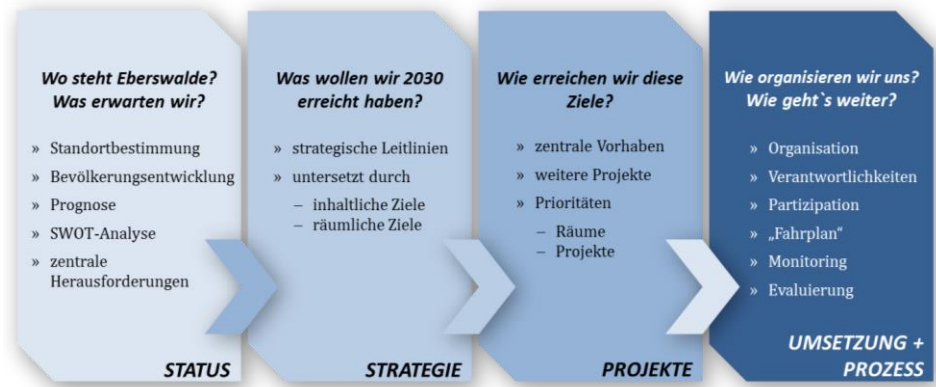 Wo steht Eberswalde?
Was erwarten wir?
» Standortbestimmung
» Bevölkerungsentwicklung
» Prognose
» SWOT-Analyse
» zentrale
Herausforderungen
STATUS
Was wollen wir 2030
erreicht haben?
» strategische Leitlinien
» untersetzt durch
– inhaltliche Ziele
– räumliche Ziele
STRATEGIE
Wie erreichen wir diese
Ziele?
» zentrale Vorhaben
» weitere Projekte
» Prioritäten
– Räume
– Projekte
PROJEKTE
Wie organisieren wir uns?
Wie geht`s weiter?
» Organisation
» Verantwortlichkeiten
» Partizipation
» „Fahrplan"
» Monitoring
» Evaluierung
UMSETZUNG +
PROZESS